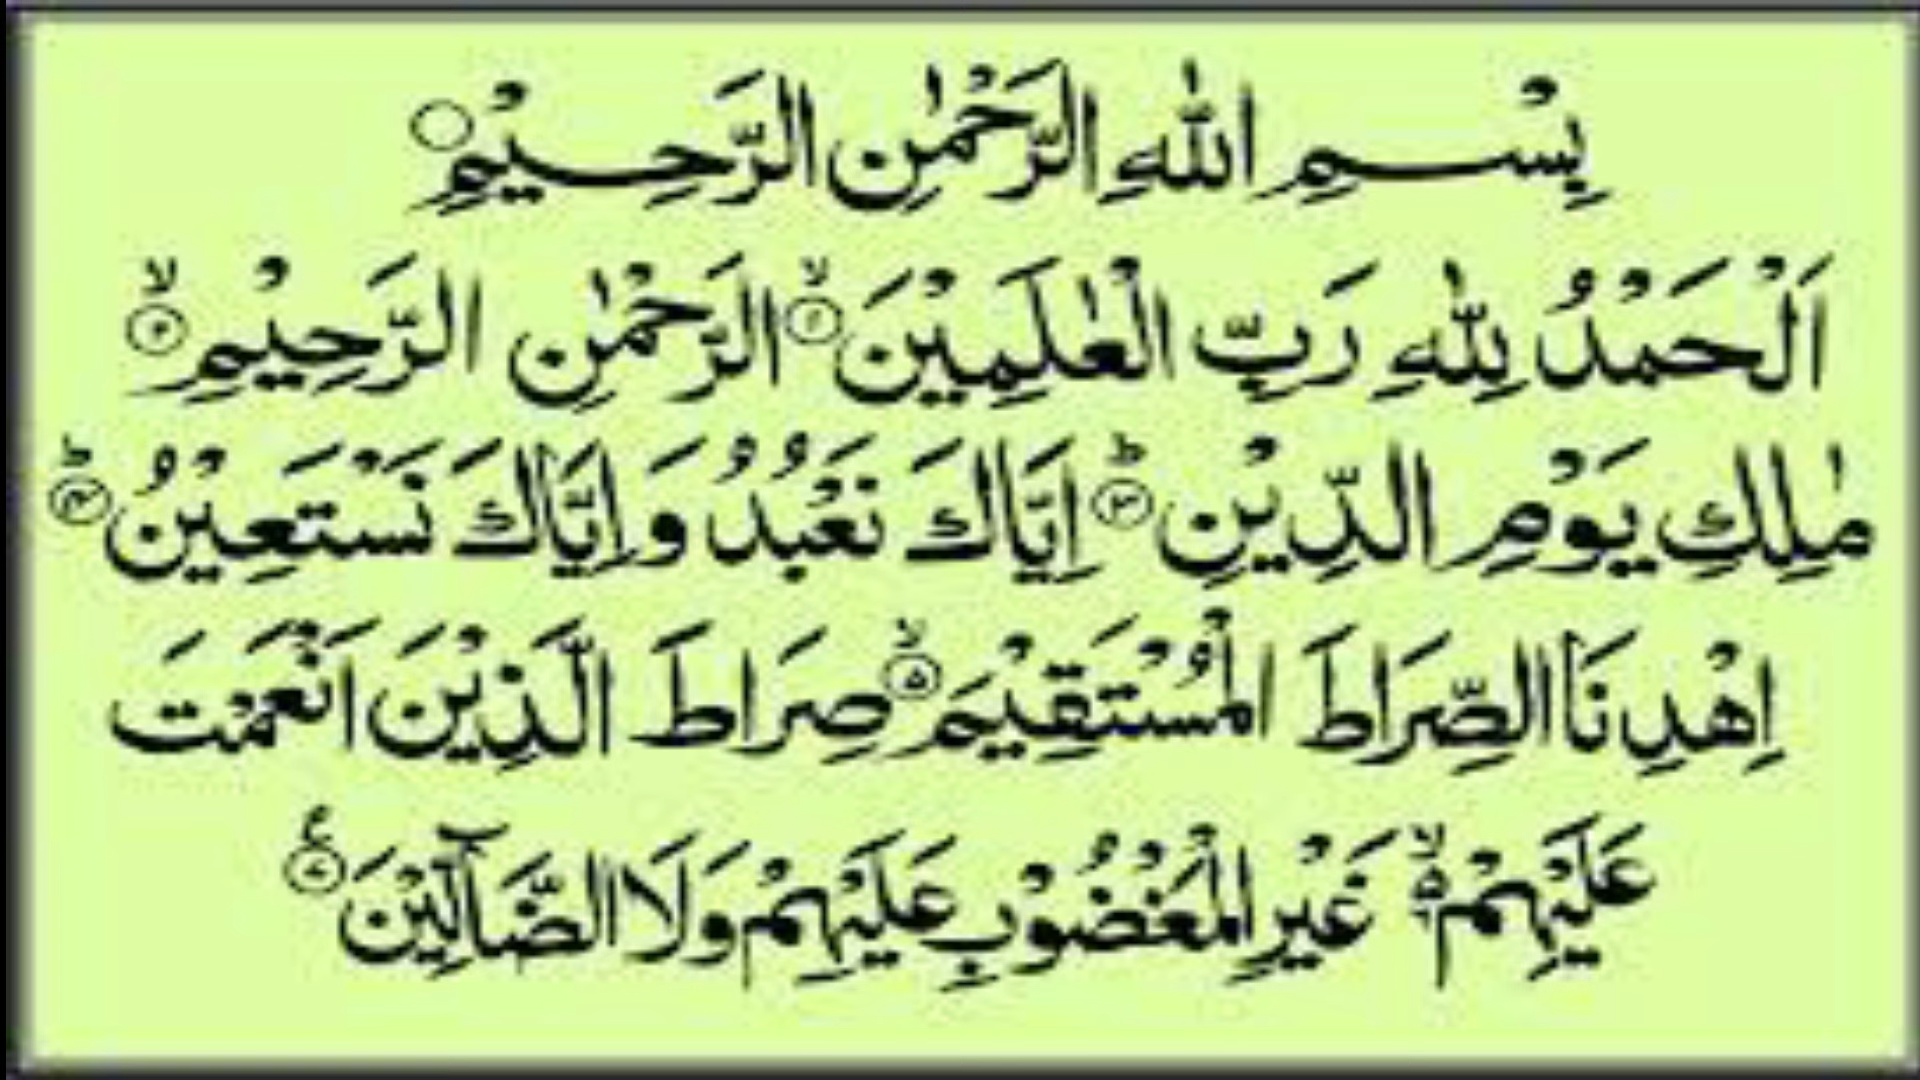 بِسْمِ اللّٰهِ الرَّحْمٰنِ الرَّحِيْمِ
اَلْحَمْدُ لِلّٰهِ رَبِّ الْعٰلَمِيْنَۙ۝۱ الرَّحْمٰنِ الرَّحِيْمِۙ۝۲
مٰلِكِ يَوْمِ الدِّيْنِؕ۝۳ اِيَّاكَ نَعْبُدُ وَاِيَّاكَ نَسْتَعِيْنُؕ۝۴
اِهْدِنَا الصِّرَاطَ الْمُسْتَقِيْمَۙ۝۵ صِرَاطَ الَّذِيْنَ اَنْعَمْتَ
عَلَيْهِمْ۬ۙ غَيْرِ الْمَغْضُوْبِ عَلَيْهِمْ وَلَا الضَّآلِّيْنَ۝۷